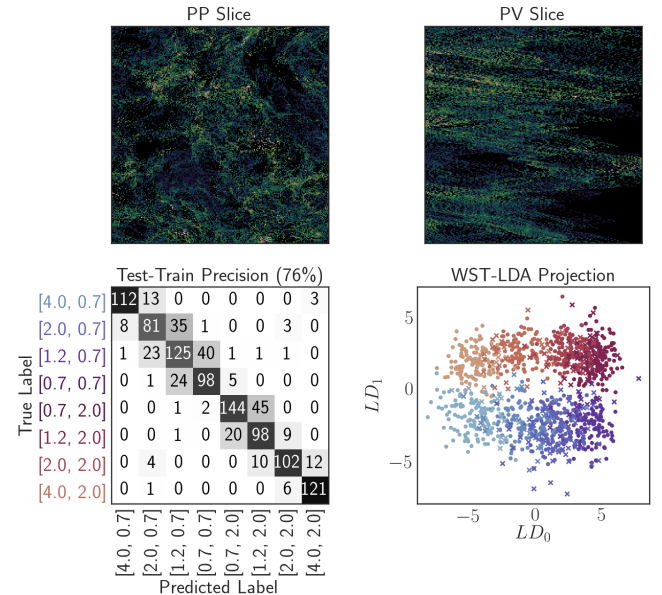 PP Slice
PV Slice
Test-Train Precision (76%)
True Label
[4.0, 0.7] 112 13 0 0 0 0 0 3
[2.0, 0.7] 8 81 35 1 0 0 3 0
[1.2, 0.7] 1 23 125 40 1 1 1 0
[0.7, 0.7] 0 1 24 98 5 0 0 0
[0.7, 2.0] 0 0 1 2 144 45 0 0
[1.2, 2.0] 0 0 1 0 20 98 9 0
[2.0, 2.0] 0 4 0 0 0 10 102 12
[4.0, 2.0] 0 1 0 0 0 0 6 121
[4.0, 0.7] [2.0, 0.7] [1.2, 0.7] [0.7, 0.7] [0.7, 2.0] [1.2, 2.0] [2.0, 2.0] [4.0, 2.0]
Predicted Label
WST-LDA Projection
LD₁
5
0
−5
−5 0 5
LD₀